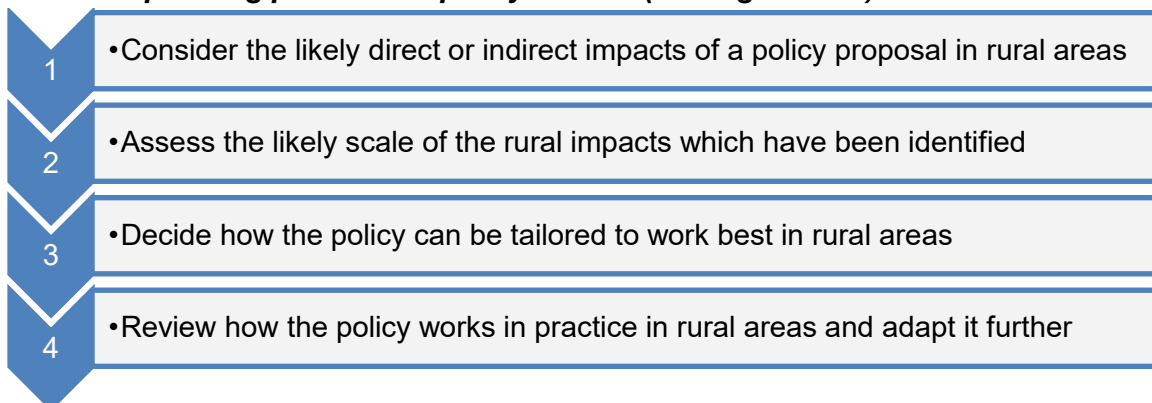 1
•Consider the likely direct or indirect impacts of a policy proposal in rural areas
2
•Assess the likely scale of the rural impacts which have been identified
3
•Decide how the policy can be tailored to work best in rural areas
4
•Review how the policy works in practice in rural areas and adapt it further